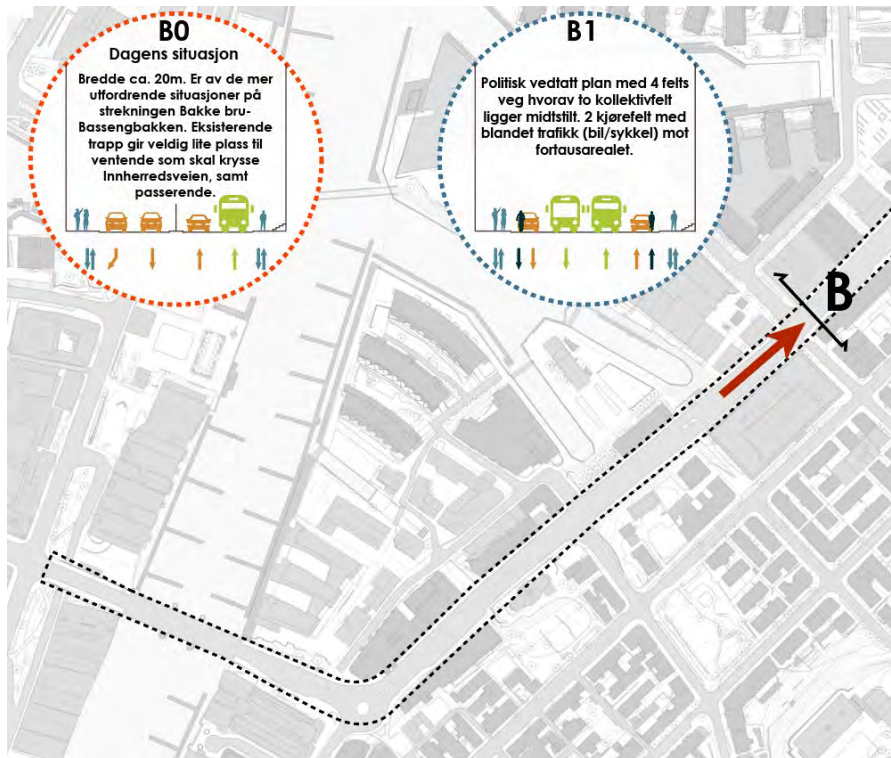 B0
Dagens situasjon
Bredde ca. 20m. Er av de mer
utfordrende situasjoner på
strekningen Bakke bru-
Bassengbakken. Eksisterende
trapp gir veldig lite plass til
ventende som skal krysse
Innherredsveien, samt
passerende.
B1
Politisk vedtatt plan med 4 felts
veg hvorav to kollektivfelt
ligger midtstilt. 2 kjørefelt med
blandet trafikk (bil/sykkel) mot
fortausarealet.
B